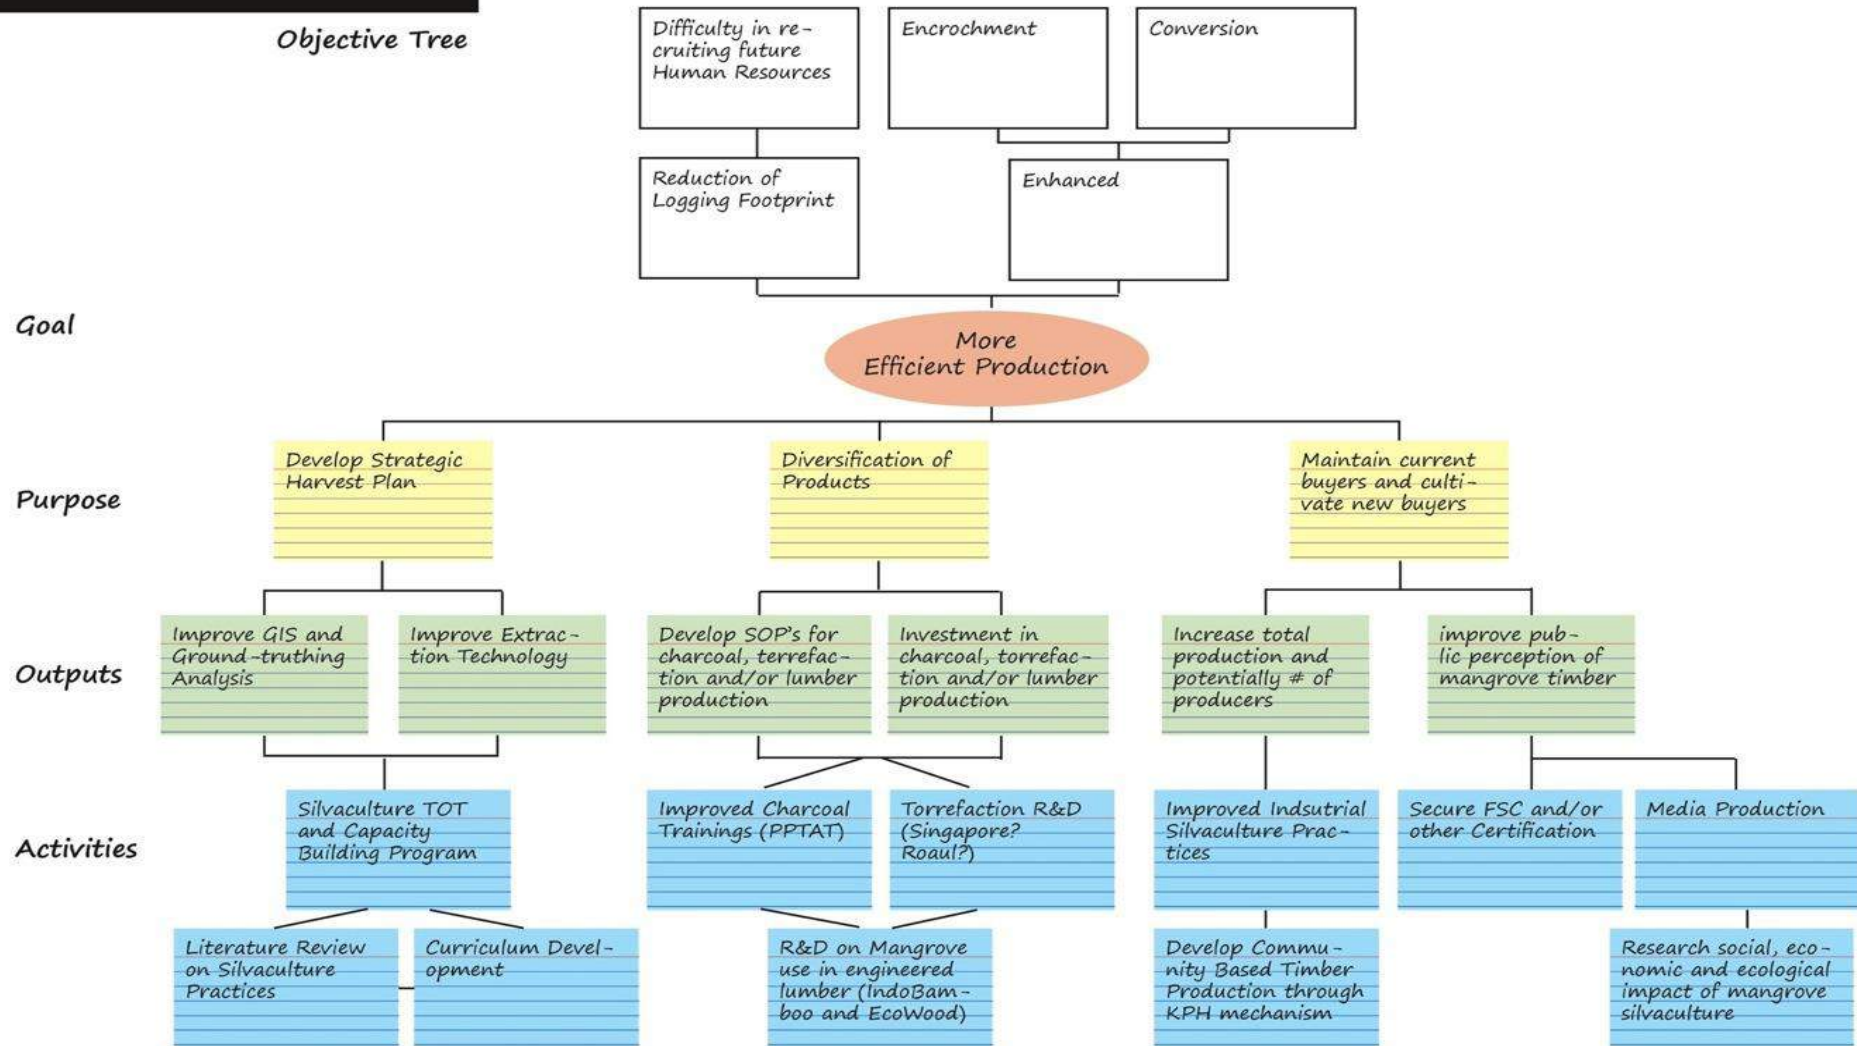 Objective Tree
Difficulty in re-
cruiting future
Human Resources
Encrochment
Conversion
Reduction of
Logging Footprint
Enhanced
Goal
More
Efficient Production
Purpose
Develop Strategic
Harvest Plan
Diversification of
Products
Maintain current
buyers and culti-
vate new buyers
Outputs
Improve GIS and
Ground-truthing
Analysis
Improve Extrac-
tion Technology
Develop SOP's for
charcoal, terrefac-
tion and/or lumber
production
Investment in
charcoal, torrefac-
tion and/or lumber
production
Increase total
production and
potentially # of
producers
improve pub-
lic perception of
mangrove timber
Activities
Silvaculture TOT
and Capacity
Building Program
Improved Charcoal
Trainings (PPTAT)
Torrefaction R&D
(Singapore?
Roaul?)
Improved Indsutrial
Silvaculture Prac-
tices
Secure FSC and/or
other Certification
Media Production
Literature Review
on Silvaculture
Practices
Curriculum Devel-
opment
R&D on Mangrove
use in engineered
lumber (IndoBam-
boo and EcoWood)
Develop Commu-
nity Based Timber
Production through
KPH mechanism
Research social, eco-
nomic and ecological
impact of mangrove
silvaculture